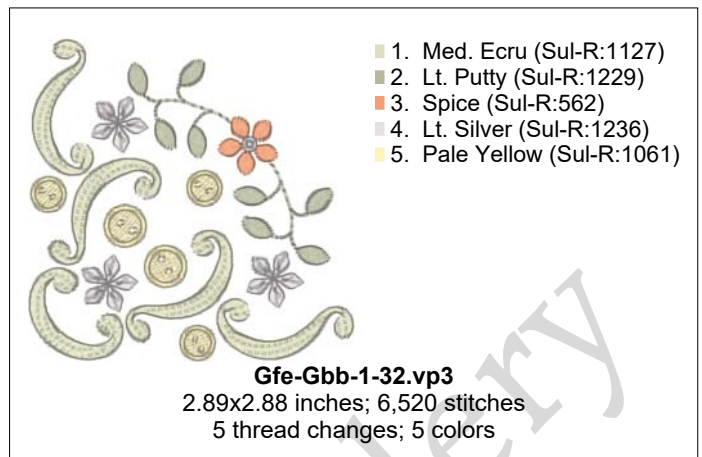 1. Med. Ecru (Sul-R:1127)
2. Lt. Putty (Sul-R:1229)
3. Spice (Sul-R:562)
4. Lt. Silver (Sul-R:1236)
5. Pale Yellow (Sul-R:1061)
Gfe-Gbb-1-32.vp3
2.89x2.88 inches; 6,520 stitches
5 thread changes; 5 colors